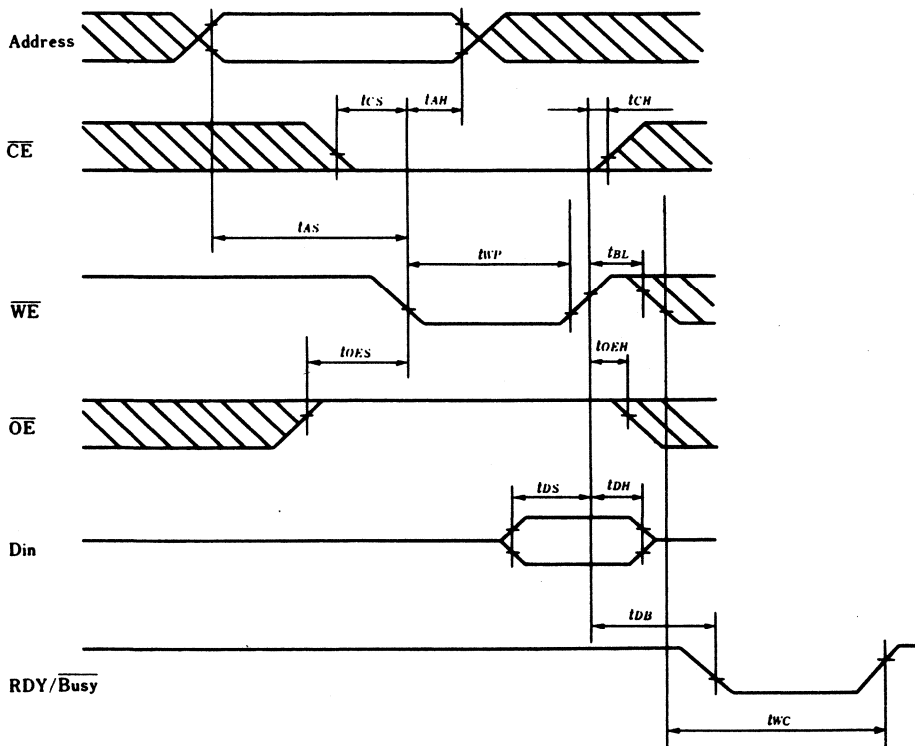 Address
tCS
tAH
tCH
CE
tAS
tWP
tBL
WE
tOES
tOEH
OE
tDS
tDH
Din
tDB
RDY/Busy
tWC